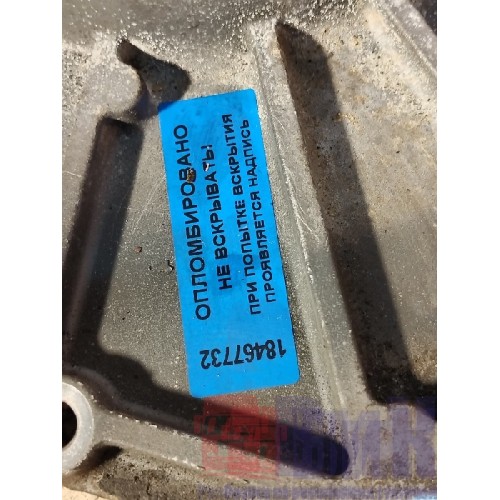 ОПЛОМБИРОВАНО
НЕ ВСКРЫВАТЬ!
ПРИ ПОПЫТКЕ ВСКРЫТИЯ
ПРОЯВЛЯЕТСЯ НАДПИСЬ
18467732